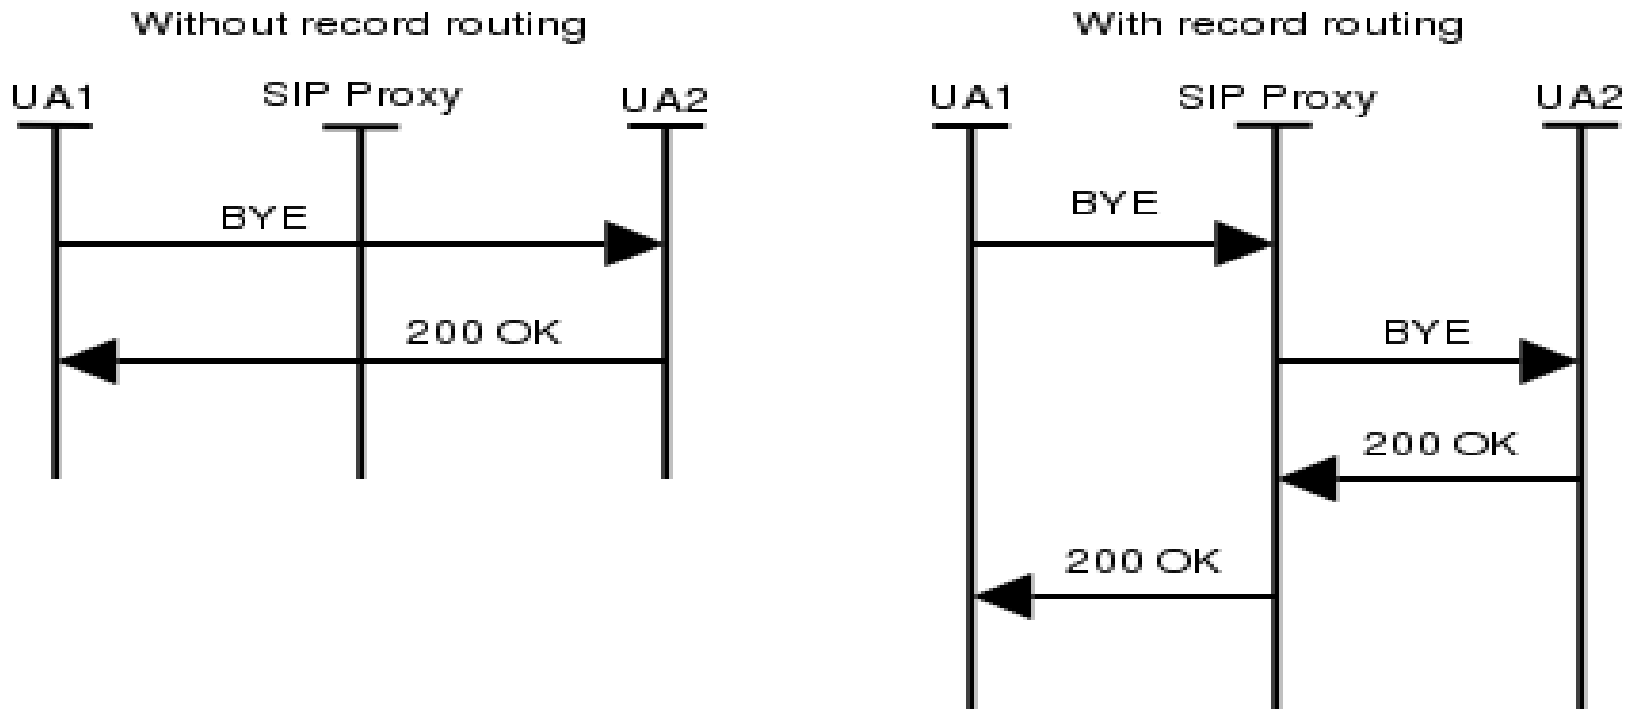 Without record routing
UA1 SIP Proxy UA2
BYE
200 OK
With record routing
UA1 SIP Proxy UA2
BYE
BYE
200 OK
200 OK